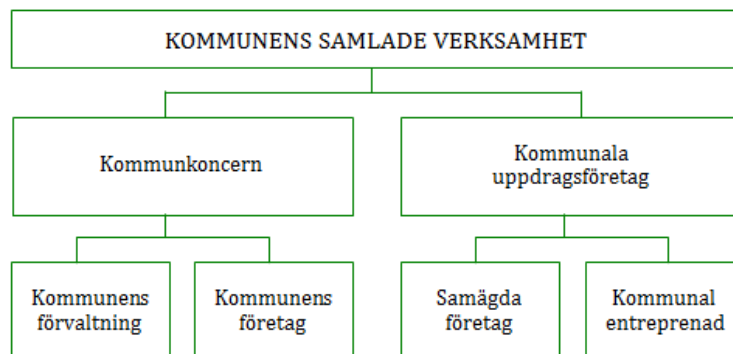 KOMMUNENS SAMLADE VERKSAMHET
Kommunkoncern
Kommunala
uppdragsföretag
Kommunens
förvaltning
Kommunens
företag
Samägda
företag
Kommunal
entreprenad